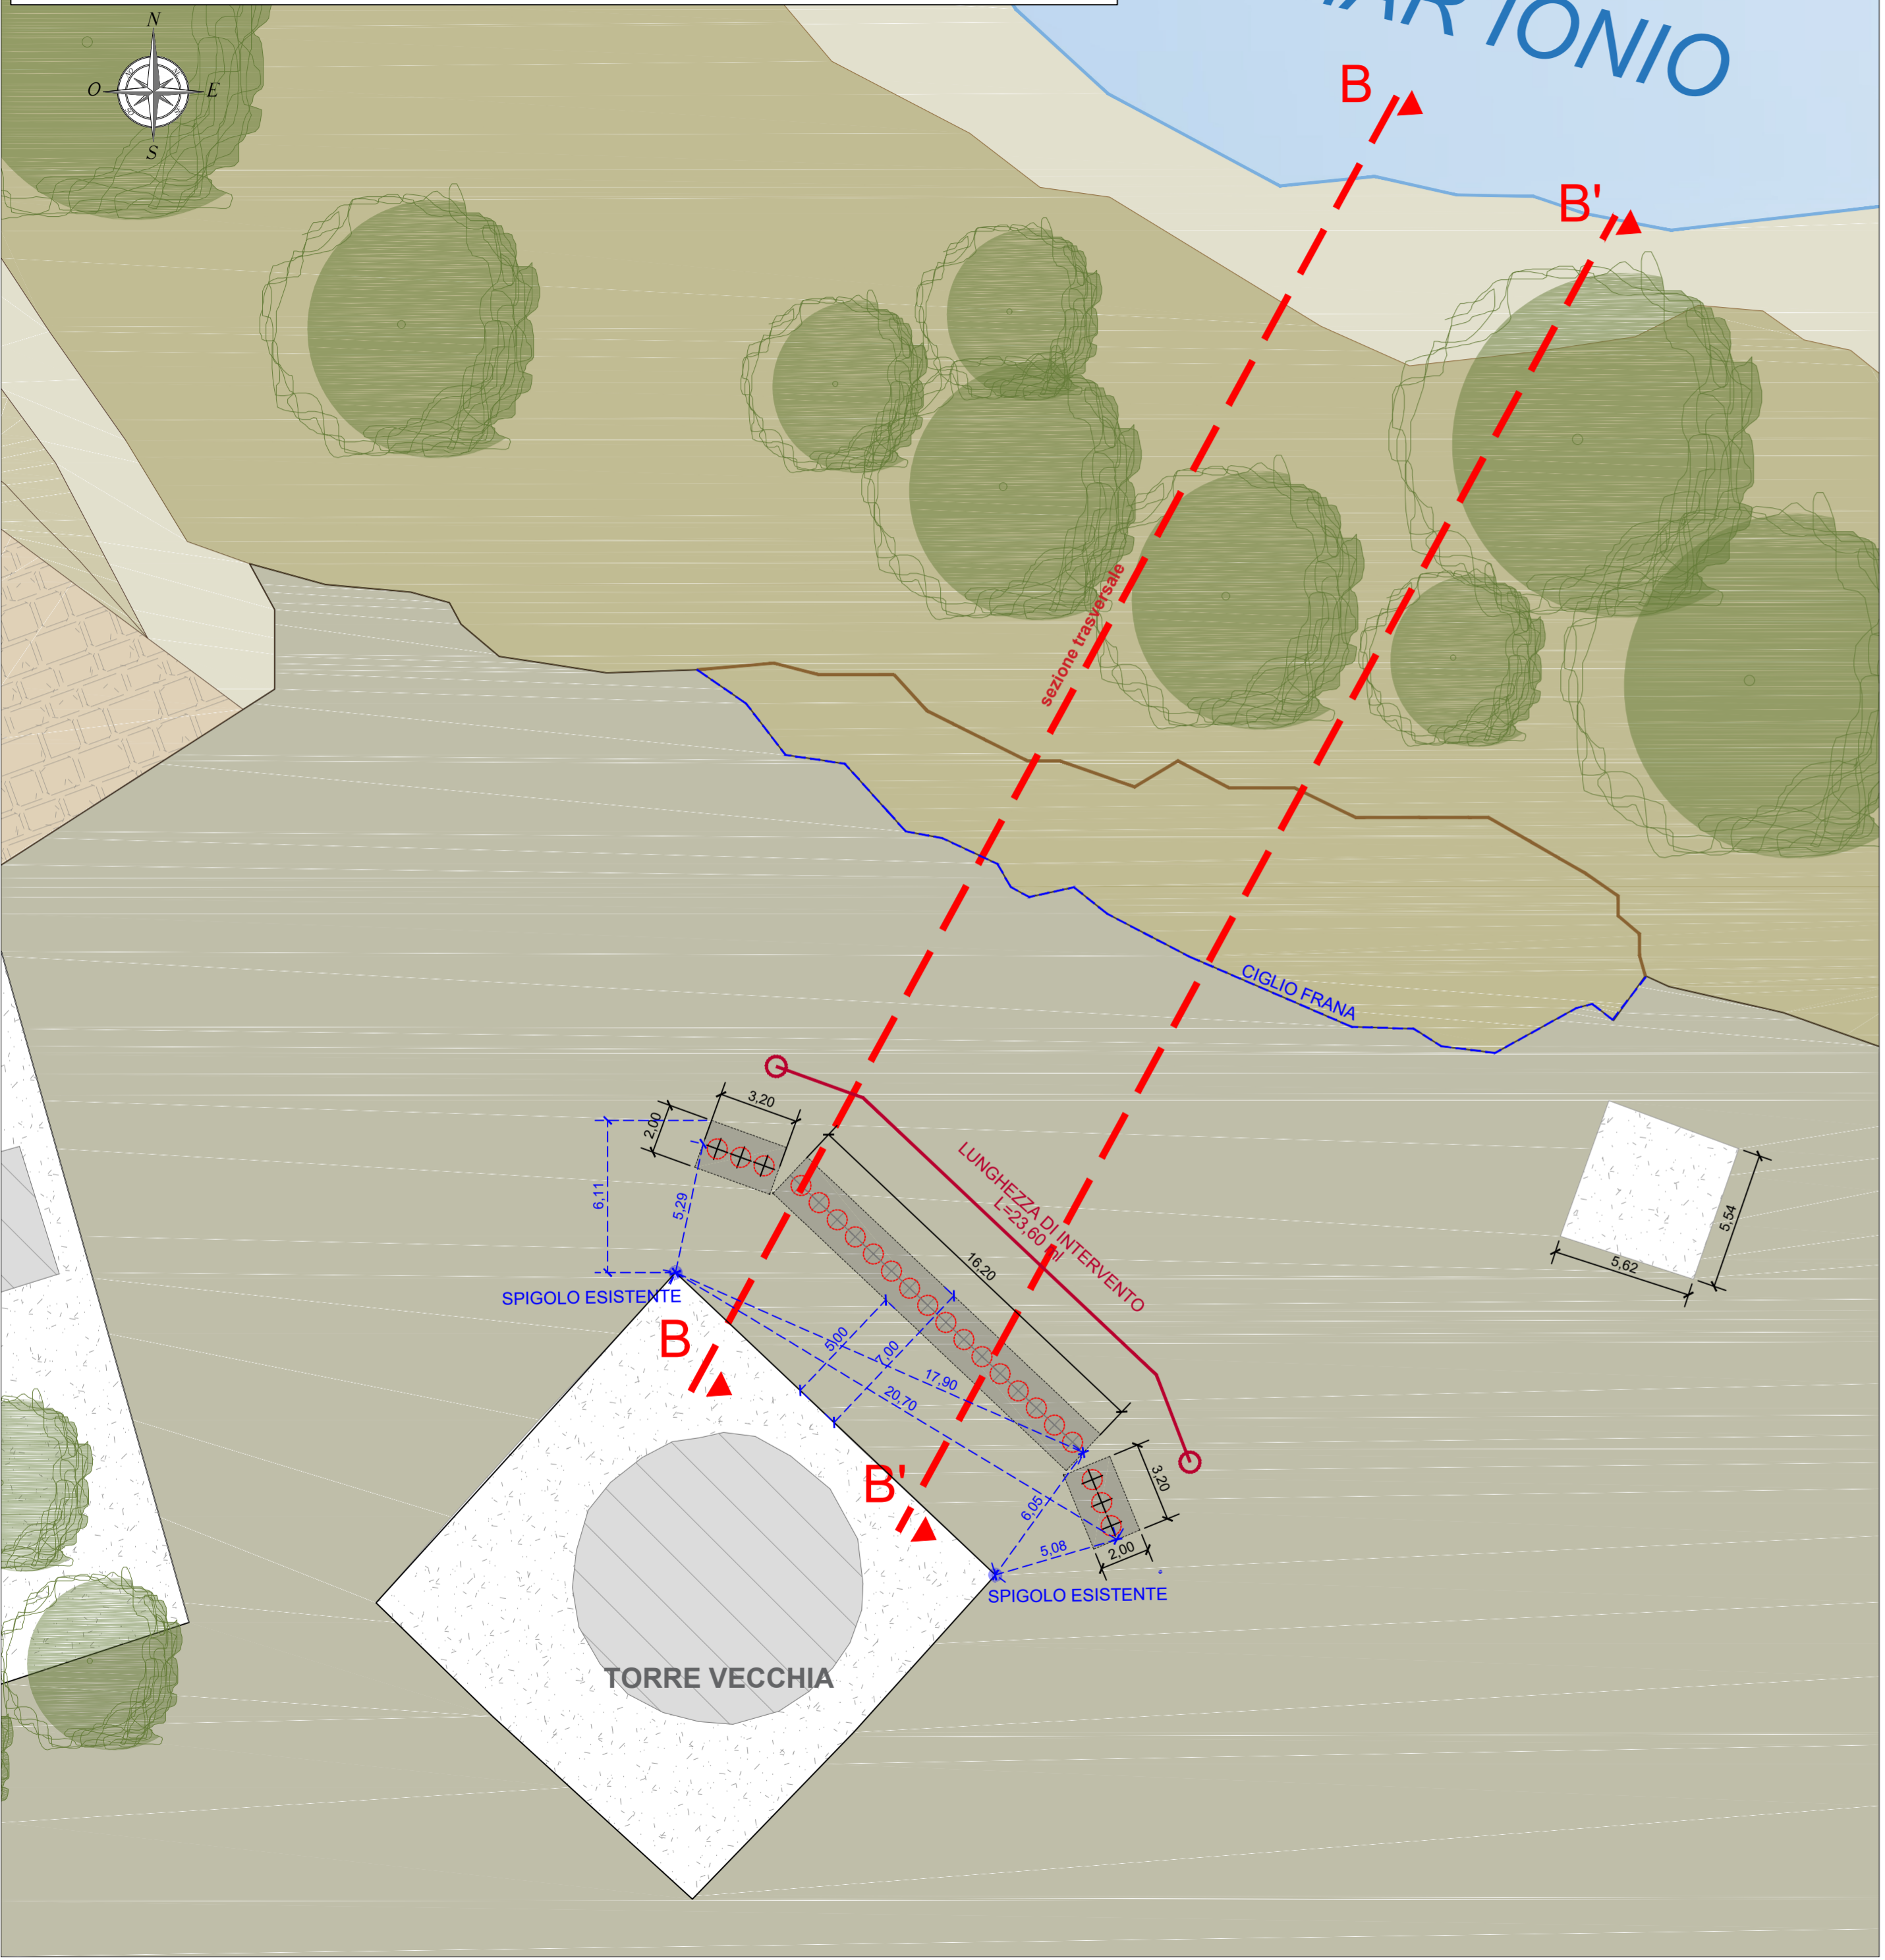 IONIO
N
O
E
S
B
B'
sezione trasversale
CIGLIO FRANA
3,20
2,00
6,11
5,29
LUNGHEZZA DI INTERVENTO
L=23,60 ml
16,20
5,54
5,62
SPIGOLO ESISTENTE
B
5,00
7,00
17,90
20,70
B'
3,20
6,05
5,08
2,00
SPIGOLO ESISTENTE
TORRE VECCHIA